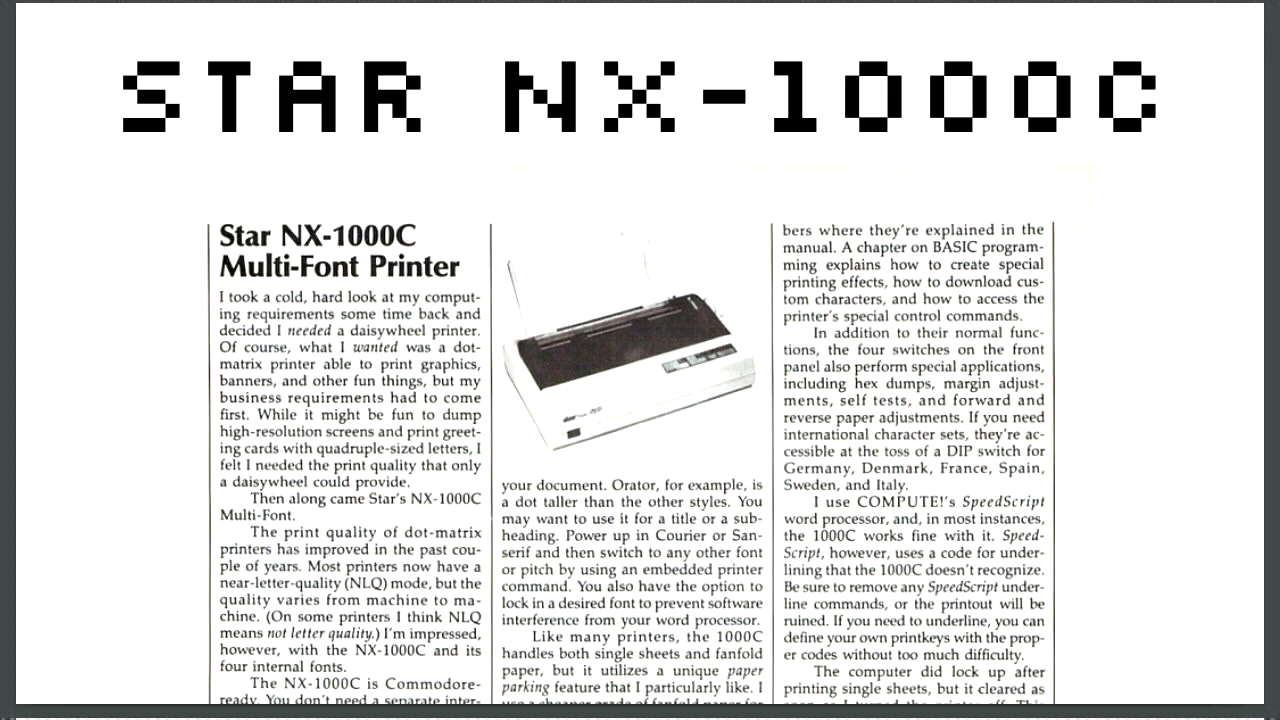 STAR NX-1000C
Star NX-1000C
Multi-Font Printer
I took a cold, hard look at my comput-
ing requirements some time back and
decided I needed a daisywheel printer.
Of course, what I wanted was a dot-
matrix printer able to print graphics,
banners, and other fun things, but my
business requirements had to come
first. While it might be fun to dump
high-resolution screens and print greet-
ing cards with quadruple-sized letters, I
felt I needed the print quality that only
a daisywheel could provide.
Then along came Star's NX-1000C
Multi-Font.
The print quality of dot-matrix
printers has improved in the past cou-
ple of years. Most printers now have a
near-letter-quality (NLQ) mode, but the
quality varies from machine to ma-
chine. (On some printers I think NLQ
means not letter quality.) I'm impressed,
however, with the NX-1000C and its
four internal fonts.
The NX-1000C is Commodore-
ready. You don't need a separate inter-
your document. Orator, for example, is
a dot taller than the other styles. You
may want to use it for a title or a sub-
heading. Power up in Courier or San-
serif and then switch to any other font
or pitch by using an embedded printer
command. You also have the option to
lock in a desired font to prevent software
interference from your word processor.
Like many printers, the 1000C
handles both single sheets and fanfold
paper, but it utilizes a unique paper
parking feature that I particularly like. I
use a cheaper grade of fanfold paper for
bers where they're explained in the
manual. A chapter on BASIC program-
ming explains how to create special
printing effects, how to download cus-
tom characters, and how to access the
printer's special control commands.
In addition to their normal func-
tions, the four switches on the front
panel also perform special applications,
including hex dumps, margin adjust-
ments, self tests, and forward and
reverse paper adjustments. If you need
international character sets, they're ac-
cessible at the toss of a DIP switch for
Germany, Denmark, France, Spain,
Sweden, and Italy.
I use COMPUTE!'s SpeedScript
word processor, and, in most instances,
the 1000C works fine with it. Speed-
Script, however, uses a code for under-
lining that the 1000C doesn't recognize.
Be sure to remove any SpeedScript under-
line commands, or the printout will be
ruined. If you need to underline, you can
define your own printkeys with the prop-
er codes without too much difficulty.
The computer did lock up after
printing single sheets, but it cleared as
soon as I turned the printer off. This